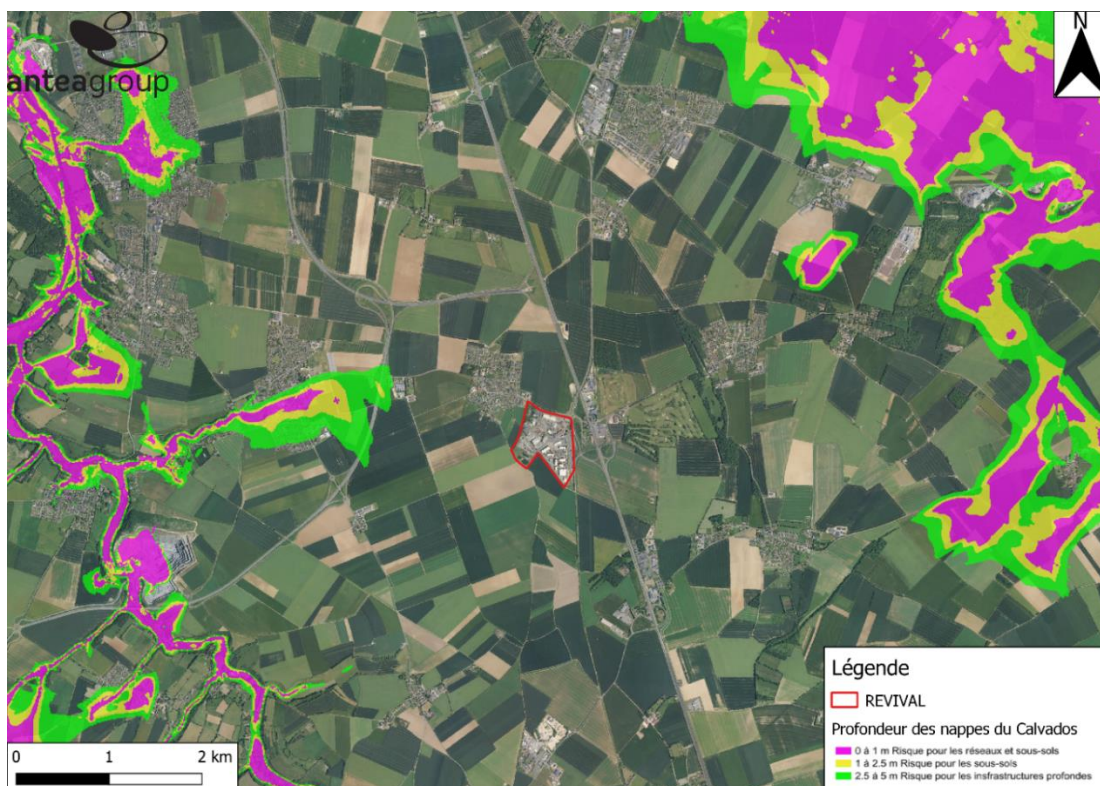 anteagroup
N
Légende
REVIVAL
Profondeur des nappes du Calvados
0 à 1 m Risque pour les réseaux et sous-sols
1 à 2.5 m Risque pour les sous-sols
2.5 à 5 m Risque pour les insfrastructures profondes
0 1 2 km